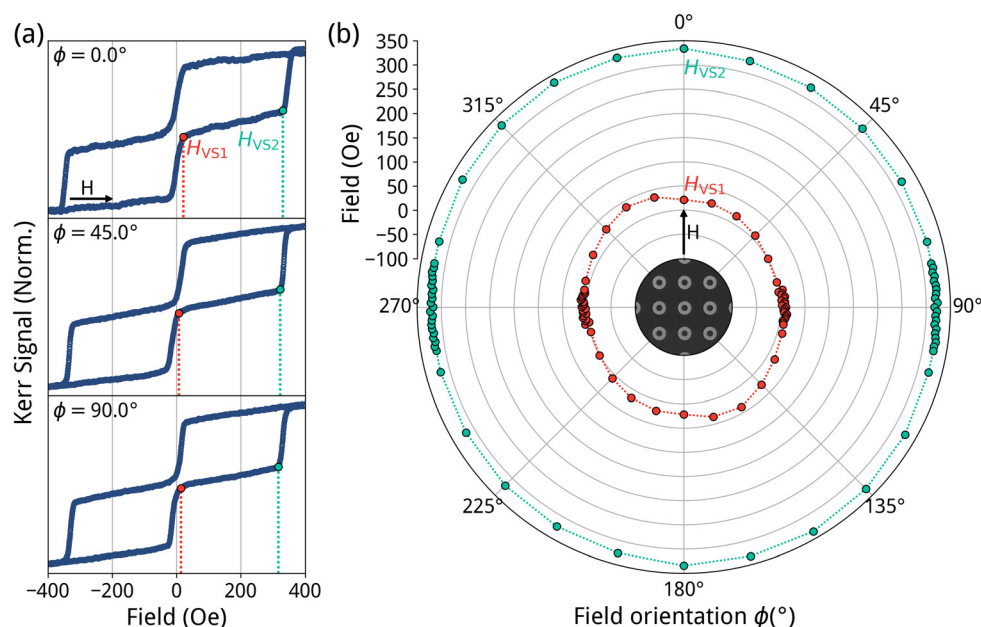 (a)
ϕ = 0.0°
H_VS1
H_VS2
H
ϕ = 45.0°
ϕ = 90.0°
Kerr Signal (Norm.)
−400 −200 0 200 400
Field (Oe)
(b)
350
300
250
200
150
100
50
0
−50
−100
Field (Oe)
0°
45°
90°
135°
180°
225°
270°
315°
H_VS2
H_VS1
H
Field orientation ϕ(°)